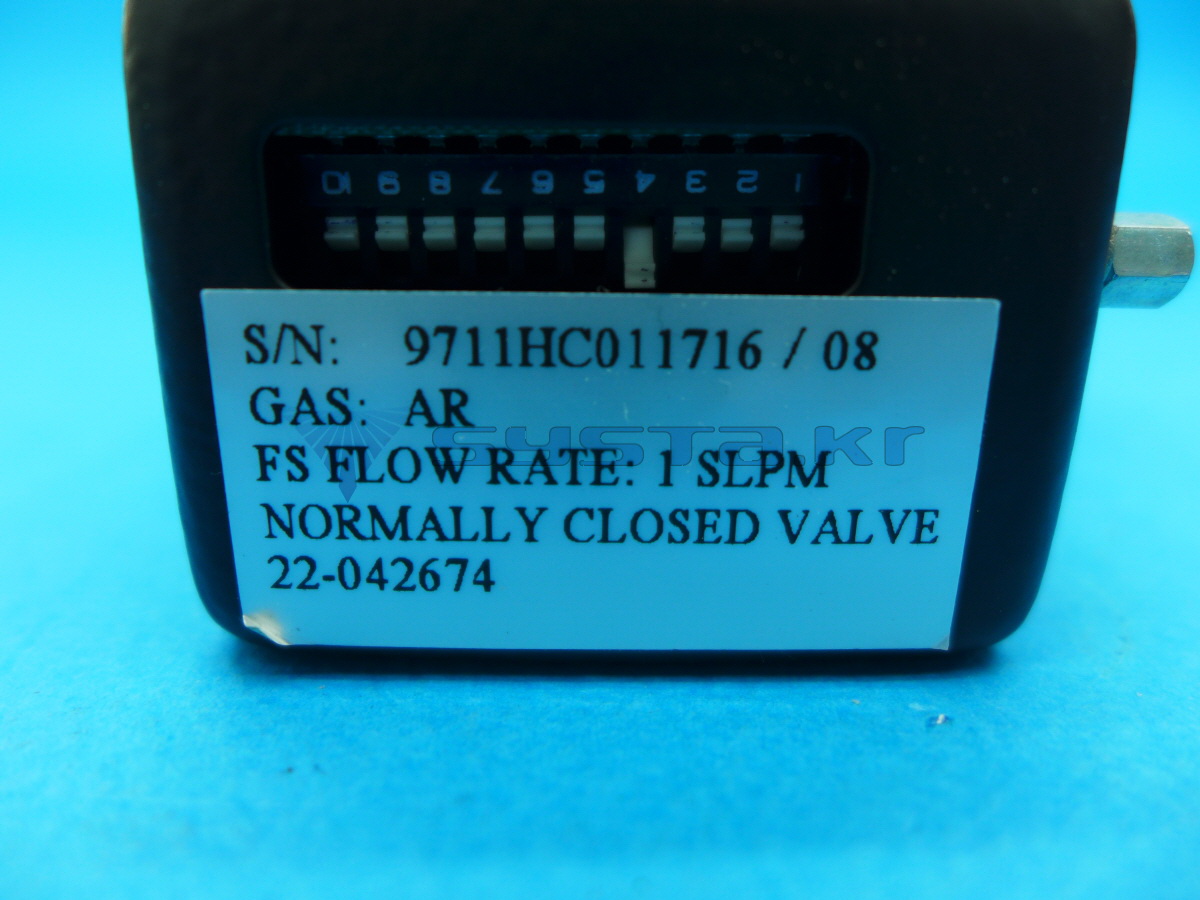 10 9 8 7 6 5 4 3 2 1
S/N: 9711HC011716 / 08
GAS: AR
systa.kr
FS FLOW RATE: 1 SLPM
NORMALLY CLOSED VALVE
22-042674